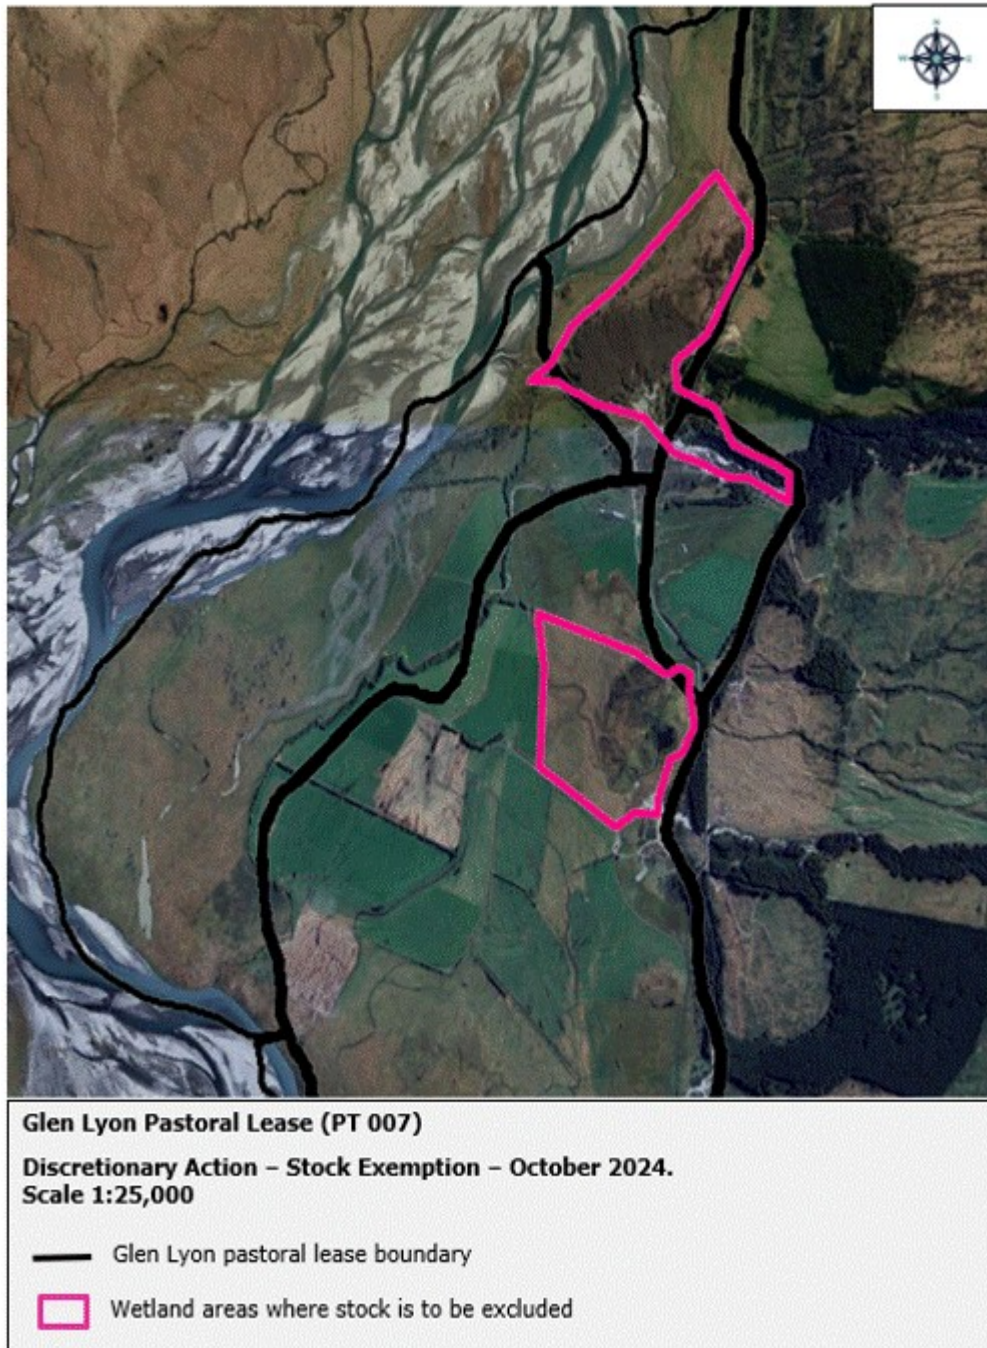 N
W E
S
Glen Lyon Pastoral Lease (PT 007)
Discretionary Action – Stock Exemption – October 2024.
Scale 1:25,000
Glen Lyon pastoral lease boundary
Wetland areas where stock is to be excluded